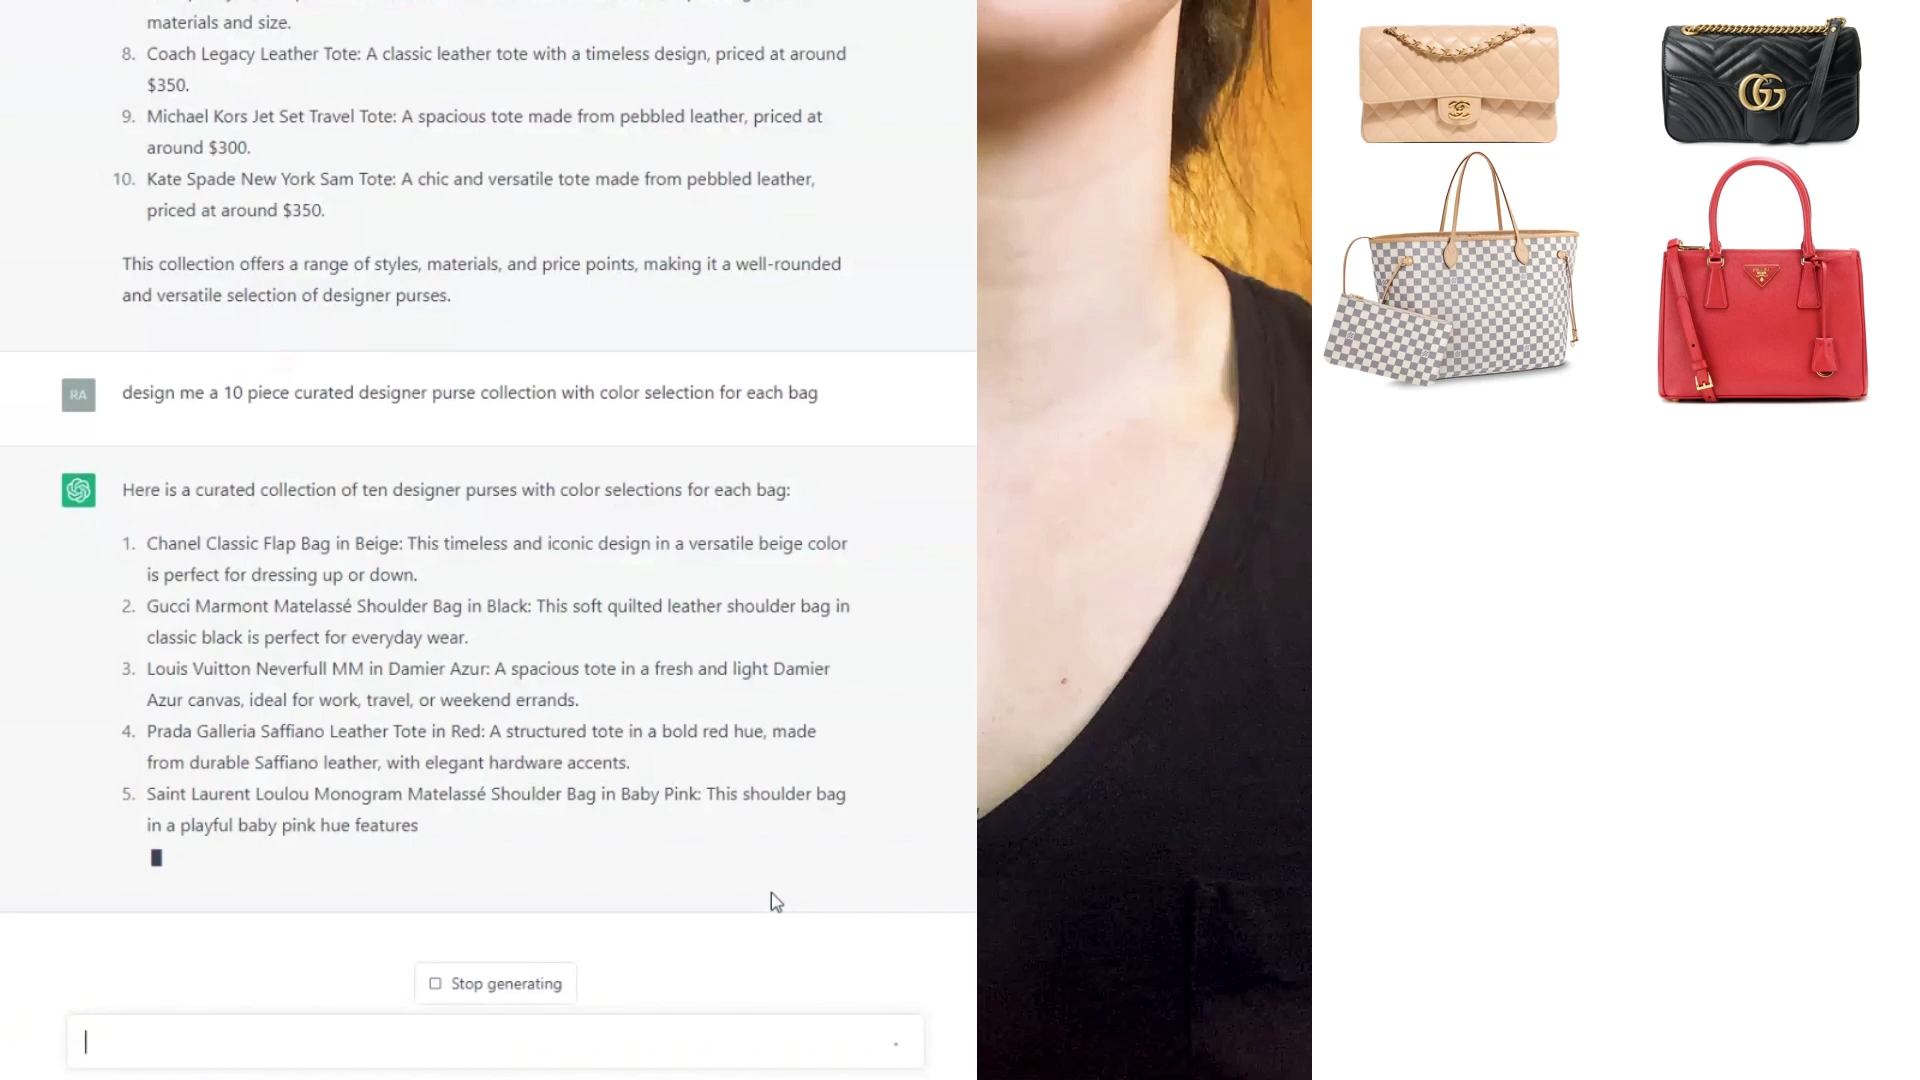 materials and size.
8. Coach Legacy Leather Tote: A classic leather tote with a timeless design, priced at around
$350.
9. Michael Kors Jet Set Travel Tote: A spacious tote made from pebbled leather, priced at
around $300.
10. Kate Spade New York Sam Tote: A chic and versatile tote made from pebbled leather,
priced at around $350.
This collection offers a range of styles, materials, and price points, making it a well-rounded
and versatile selection of designer purses.
RA
design me a 10 piece curated designer purse collection with color selection for each bag
Here is a curated collection of ten designer purses with color selections for each bag:
1. Chanel Classic Flap Bag in Beige: This timeless and iconic design in a versatile beige color
is perfect for dressing up or down.
2. Gucci Marmont Matelassé Shoulder Bag in Black: This soft quilted leather shoulder bag in
classic black is perfect for everyday wear.
3. Louis Vuitton Neverfull MM in Damier Azur: A spacious tote in a fresh and light Damier
Azur canvas, ideal for work, travel, or weekend errands.
4. Prada Galleria Saffiano Leather Tote in Red: A structured tote in a bold red hue, made
from durable Saffiano leather, with elegant hardware accents.
5. Saint Laurent Loulou Monogram Matelassé Shoulder Bag in Baby Pink: This shoulder bag
in a playful baby pink hue features
Stop generating